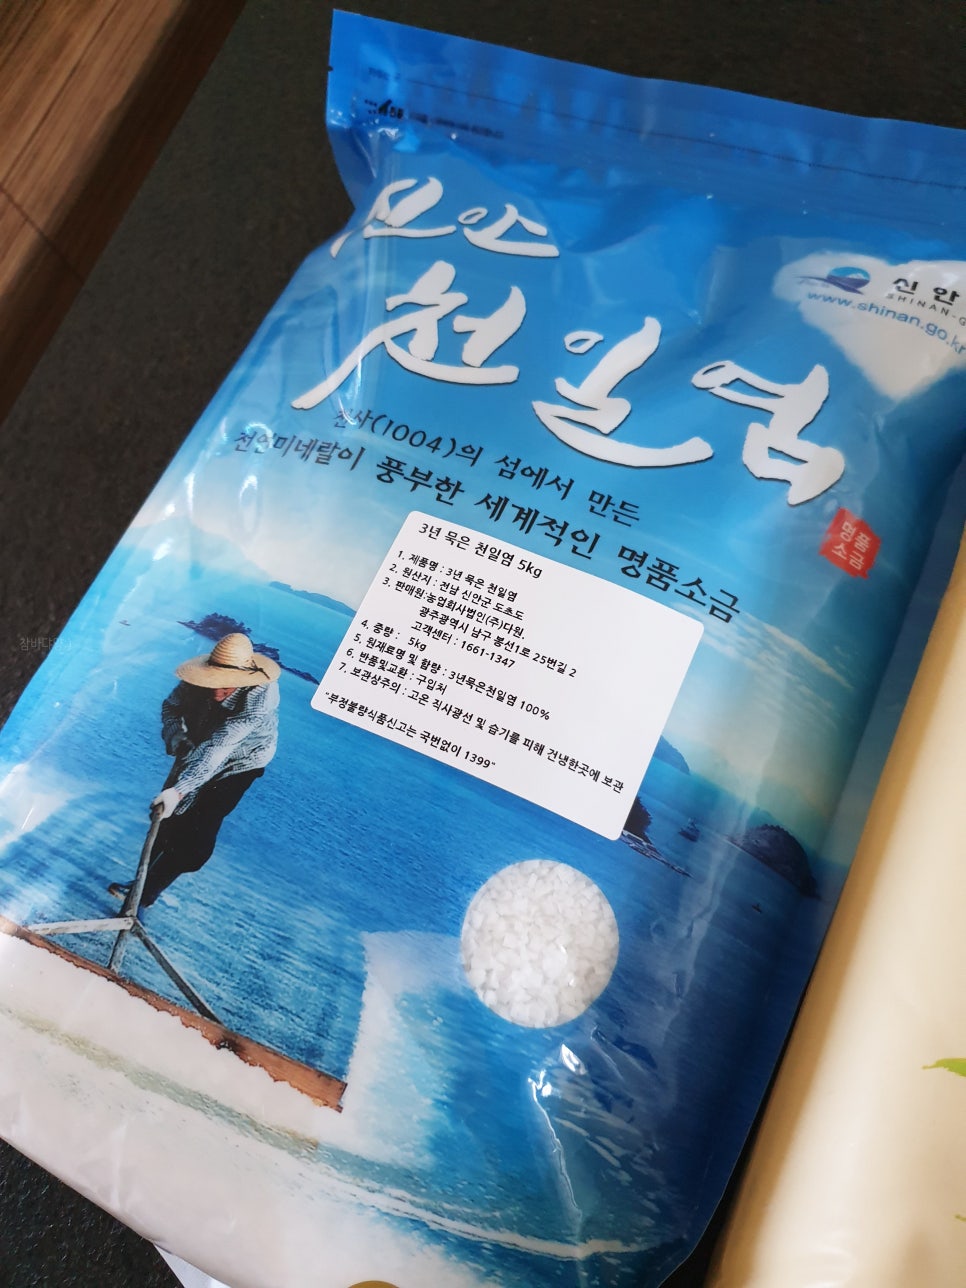 모안
천일염
신안
SHINAN-G
www.shinan.go.kr
천사(1004)의 섬에서 만든
천연미네랄이 풍부한 세계적인 명품소금
명품
소금
3년 묵은 천일염 5kg
1. 제품명 : 3년 묵은 천일염
2. 원산지 : 전남 신안군 도초도
3. 판매원:농업회사법인(주)다원.
광주광역시 남구 봉선1로 25번길 2
고객센터 : 1661-1347
4. 중량 : 5kg
5. 원재료명 및 함량 : 3년묵은천일염 100%
6. 반품및교환 : 구입처
7. 보관상주의 : 고온 직사광선 및 습기를 피해 건냉한곳에 보관
"부정불량식품신고는 국번없이 1399"